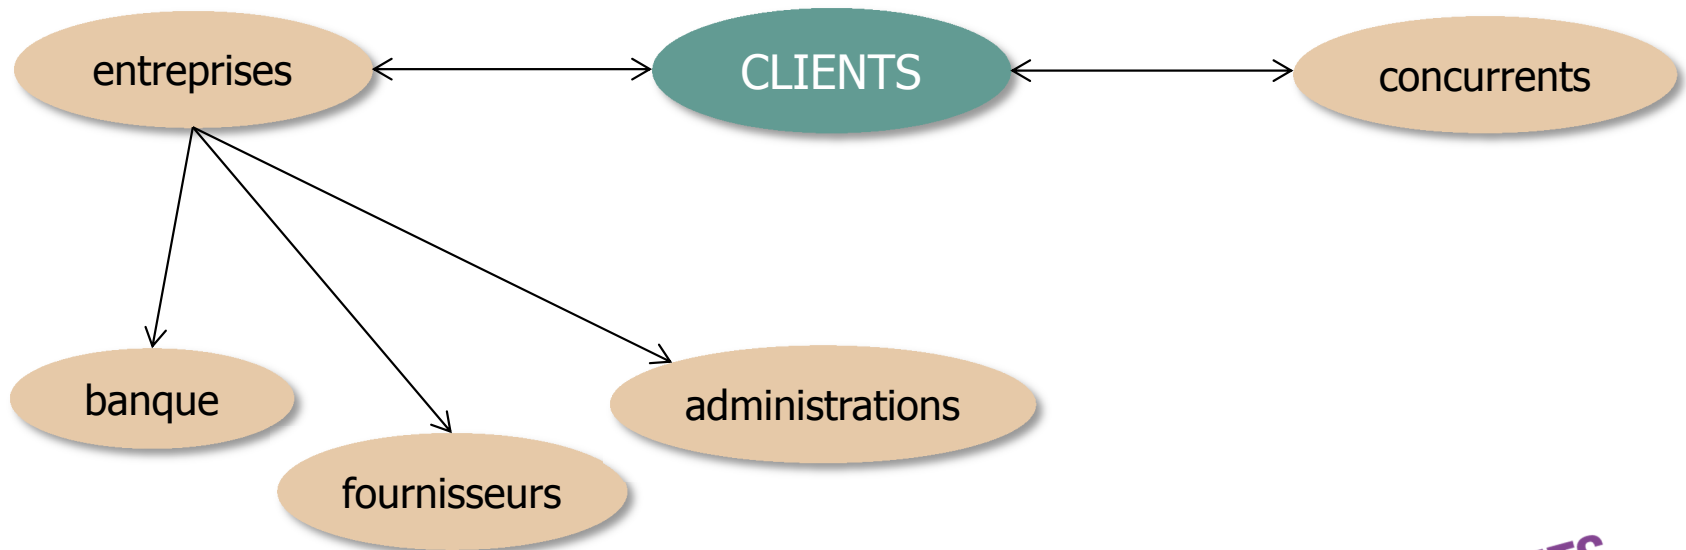 entreprises
CLIENTS
concurrents
banque
administrations
fournisseurs